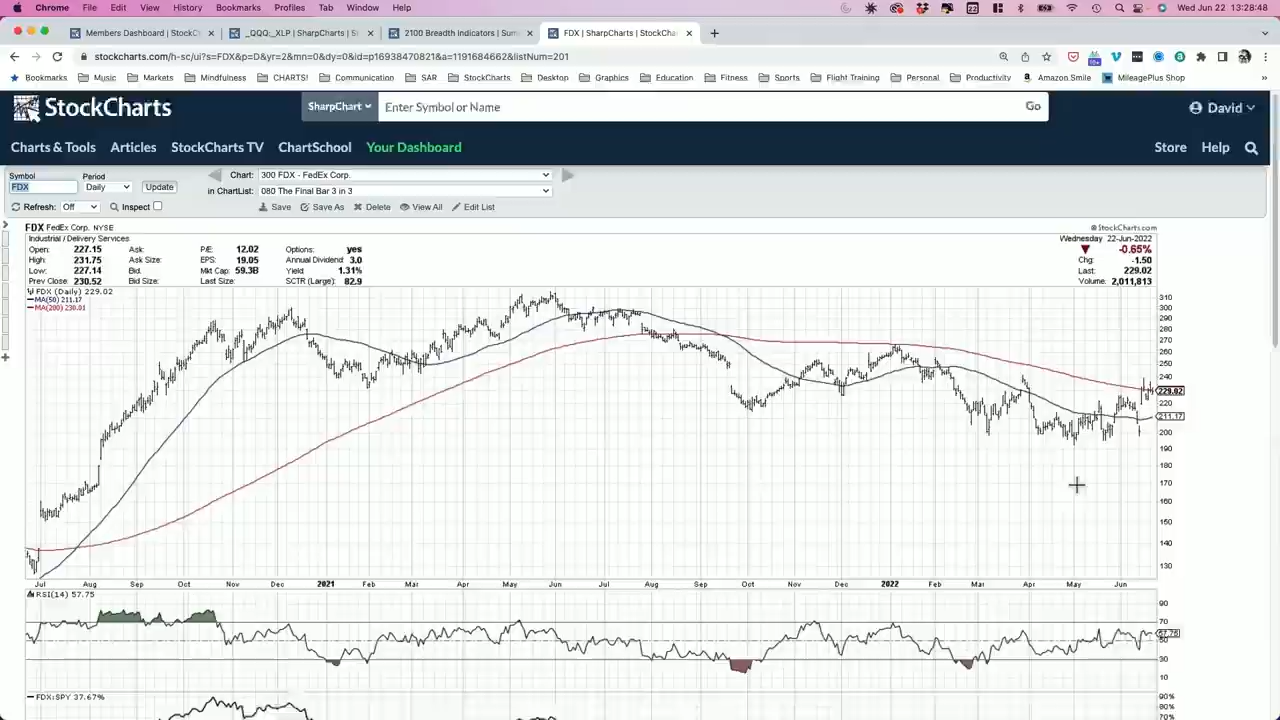 Chrome File Edit View History Bookmarks Profiles Tab Window Help Wed Jun 22 13:28:48
Members Dashboard | StockC × _QQQ:_XLP | SharpCharts | S × 2100 Breadth Indicators | Summ × FDX | SharpCharts | StockCha × +
stockcharts.com/h-sc/ui?s=FDX&p=D&yr=2&mn=0&dy=0&id=p16938470821&a=1191684662&listNum=201
Bookmarks Music Markets Mindfulness CHARTS! Communication SAR StockCharts Desktop Graphics Education Fitness Sports Flight Training Personal Productivity Amazon Smile MileagePlus Shop »
StockCharts SharpChart Enter Symbol or Name Go David
Charts & Tools Articles StockCharts TV ChartSchool Your Dashboard Store Help
Symbol Period Chart: 300 FDX - FedEx Corp.
FDX Daily Update in ChartList: 080 The Final Bar 3 in 3
Refresh: Off Inspect Save Save As Delete View All Edit List
FDX FedEx Corp. NYSE © StockCharts.com
Industrial / Delivery Services Wednesday 22-Jun-2022
Open: 227.15 Ask: P/E: 12.02 Options: yes -0.65%
High: 231.75 Ask Size: EPS: 19.05 Annual Dividend: 3.0 Chg: -1.50
Low: 227.14 Bid: Mkt Cap: 59.3B Yield: 1.31% Last: 229.02
Prev Close: 230.52 Bid Size: Last Size: SCTR (Large): 82.9 Volume: 2,011,813
FDX (Daily) 229.02
MA(50) 211.17
MA(200) 230.01
310
300
290
280
270
260
250
240
229.02
220
211.17
200
190
180
170
160
150
140
130
Jul Aug Sep Oct Nov Dec 2021 Feb Mar Apr May Jun Jul Aug Sep Oct Nov Dec 2022 Feb Mar Apr May Jun
RSI(14) 57.75
90
70
50
30
10
FDX:SPY 37.67%
90%
80%
70%